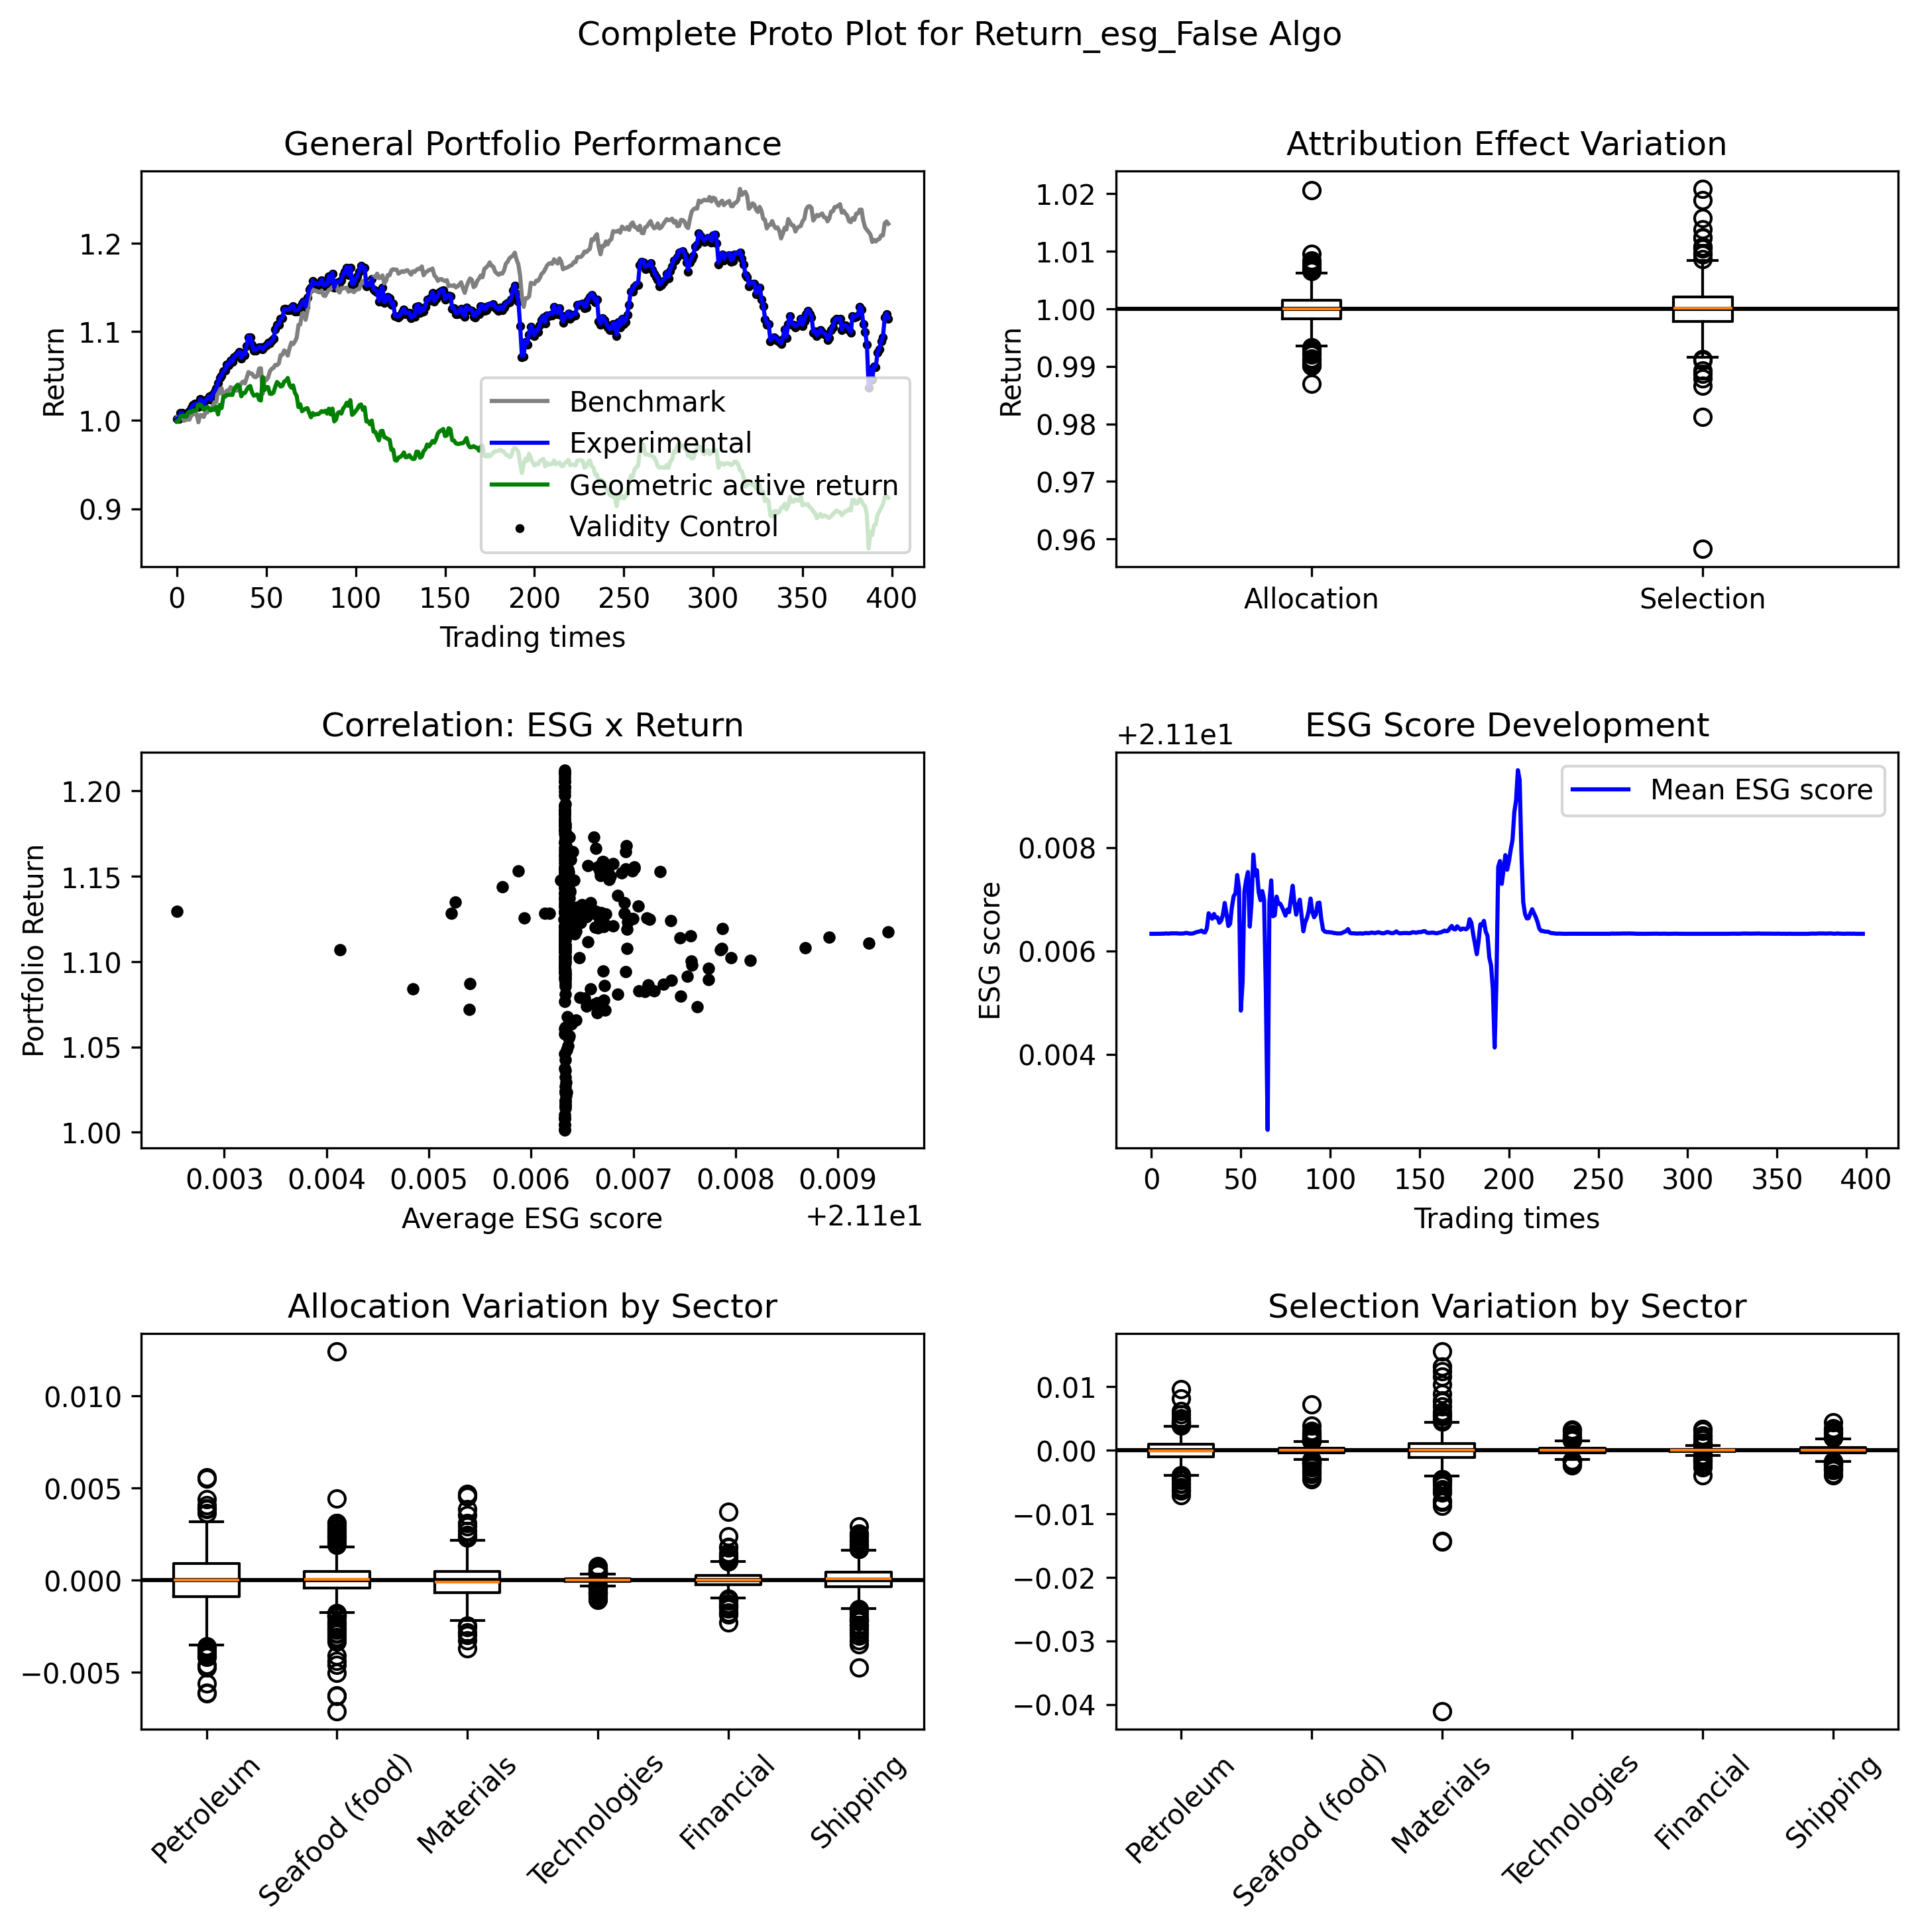 Complete Proto Plot for Return_esg_False Algo
General Portfolio Performance
Return
1.2
1.1
1.0
0.9
Benchmark
Experimental
Geometric active return
Validity Control
0 50 100 150 200 250 300 350 400
Trading times
Attribution Effect Variation
Return
1.02
1.01
1.00
0.99
0.98
0.97
0.96
Allocation Selection
Correlation: ESG x Return
Portfolio Return
1.20
1.15
1.10
1.05
1.00
0.003 0.004 0.005 0.006 0.007 0.008 0.009
Average ESG score
+2.11e1
+2.11e1
ESG Score Development
ESG score
0.008
0.006
0.004
Mean ESG score
0 50 100 150 200 250 300 350 400
Trading times
Allocation Variation by Sector
0.010
0.005
0.000
−0.005
Petroleum
Seafood (food)
Materials
Technologies
Financial
Shipping
Selection Variation by Sector
0.01
0.00
−0.01
−0.02
−0.03
−0.04
Petroleum
Seafood (food)
Materials
Technologies
Financial
Shipping